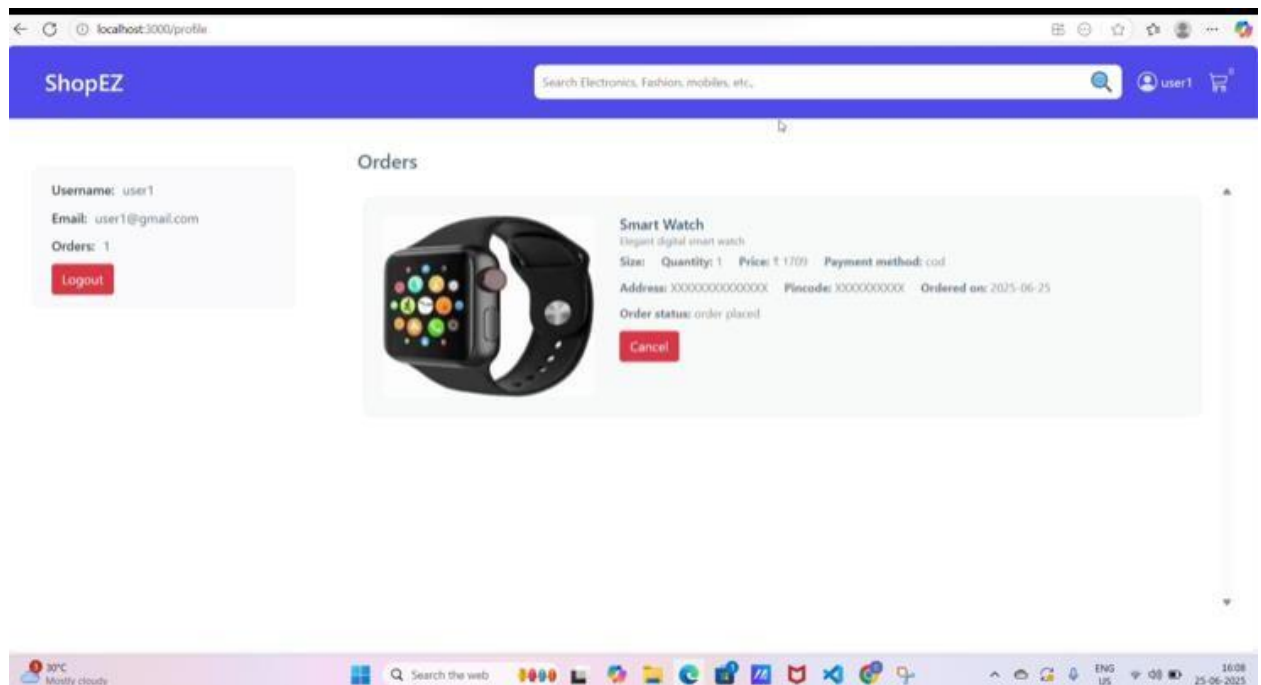 localhost:3000/profile
ShopEZ
Search Electronics, Fashion, mobiles, etc.,
user1
0
Orders
Username: user1
Email: user1@gmail.com
Orders: 1
Logout
Smart Watch
Elegant digital smart watch
Size: Quantity: 1 Price: ₹ 1709 Payment method: cod
Address: Pincode: Ordered on: 2025-06-25
Order status: order placed
Cancel
30°C
Mostly cloudy
Search the web
ENG
US
16:08
25-06-2025